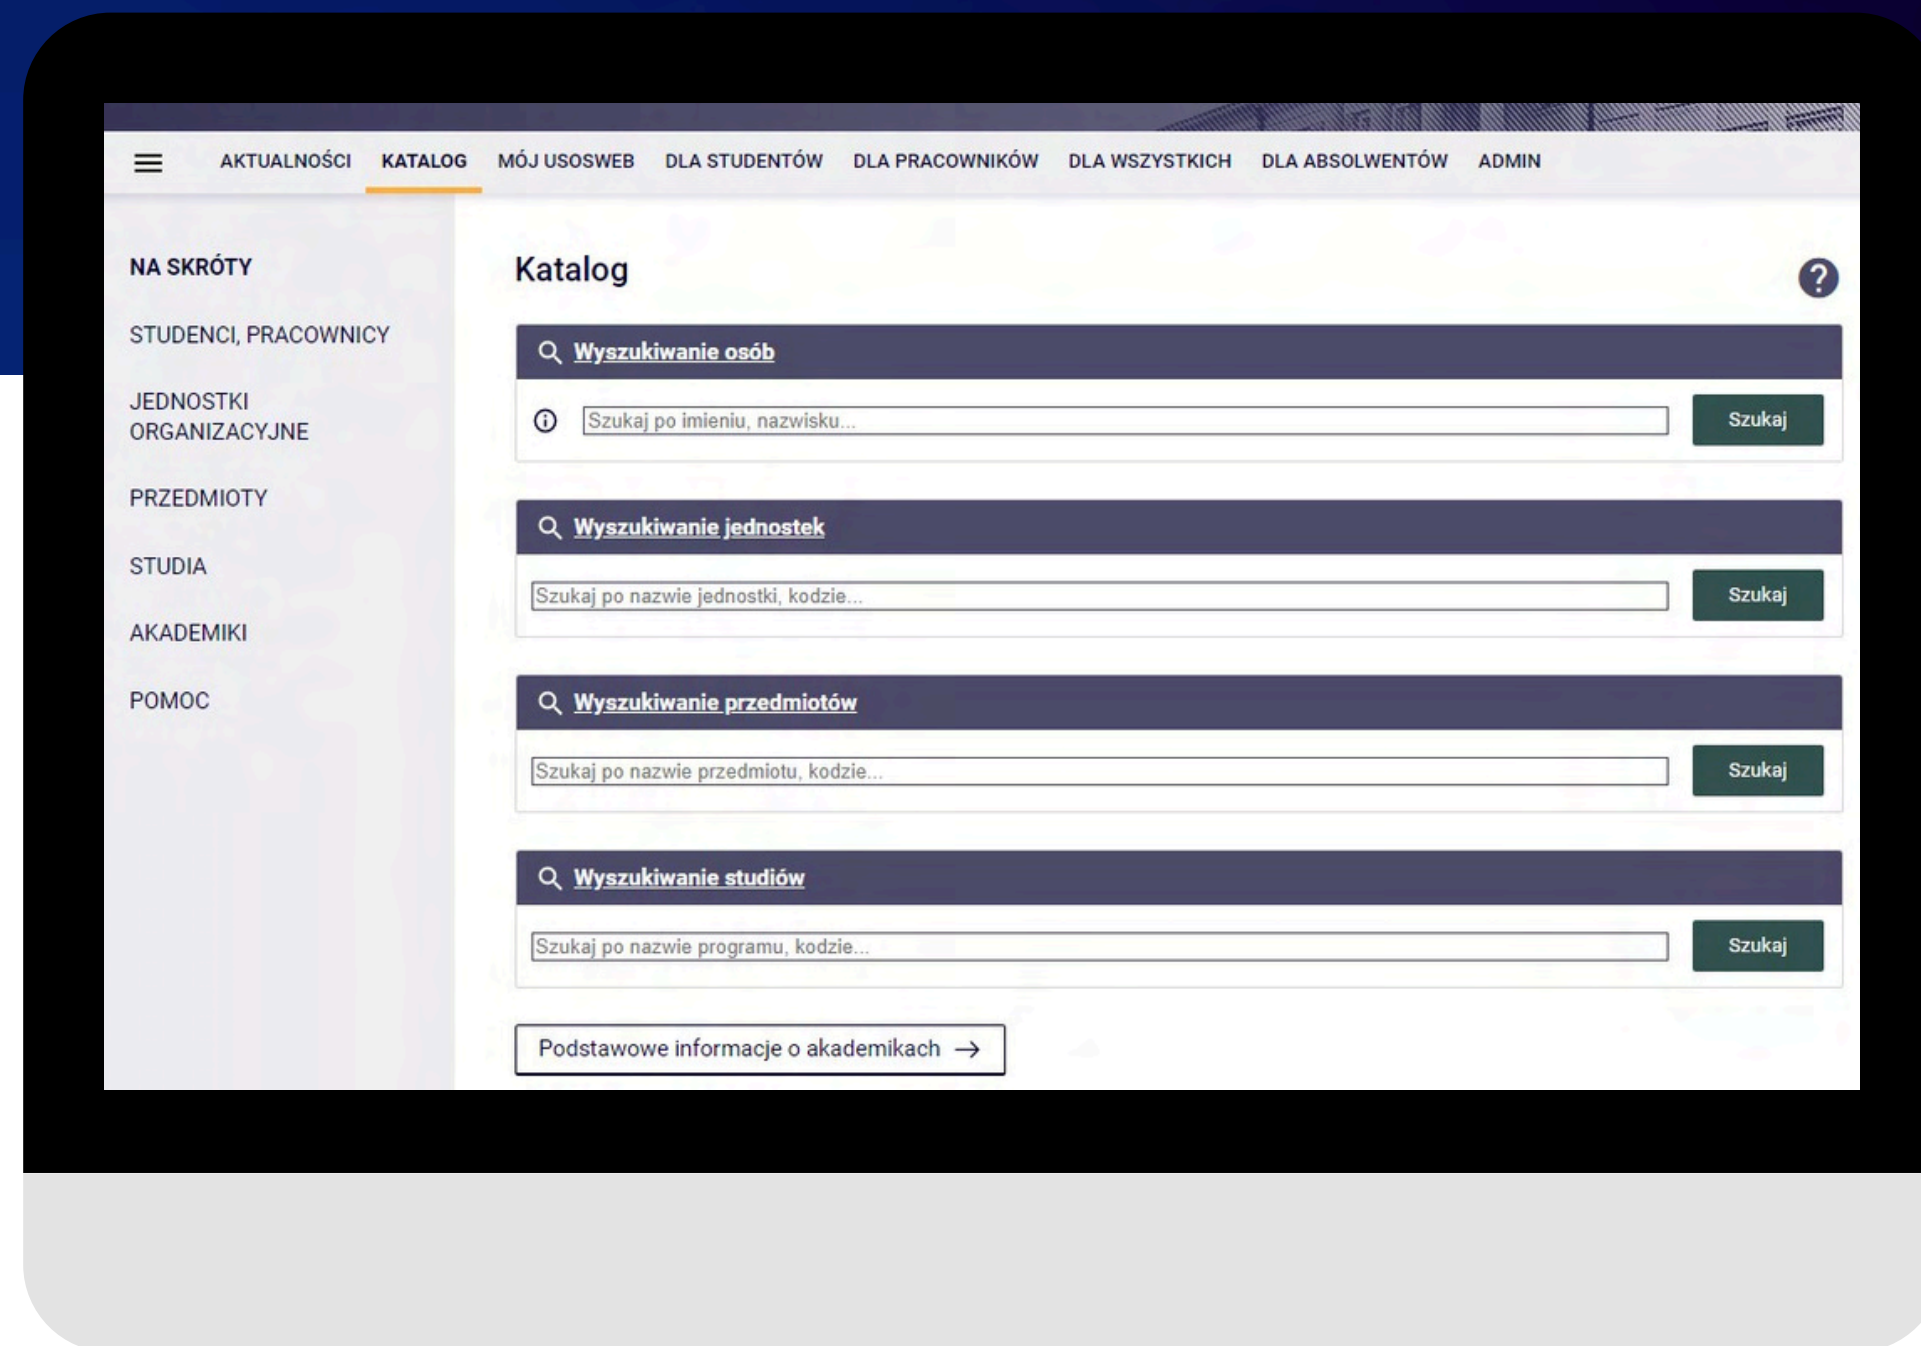 AKTUALNOŚCI KATALOG MÓJ USOSWEB DLA STUDENTÓW DLA PRACOWNIKÓW DLA WSZYSTKICH DLA ABSOLWENTÓW ADMIN
NA SKRÓTY
STUDENCI, PRACOWNICY
JEDNOSTKI
ORGANIZACYJNE
PRZEDMIOTY
STUDIA
AKADEMIKI
POMOC
Katalog
?
Wyszukiwanie osób
Szukaj po imieniu, nazwisku... Szukaj
Wyszukiwanie jednostek
Szukaj po nazwie jednostki, kodzie... Szukaj
Wyszukiwanie przedmiotów
Szukaj po nazwie przedmiotu, kodzie... Szukaj
Wyszukiwanie studiów
Szukaj po nazwie programu, kodzie... Szukaj
Podstawowe informacje o akademikach →